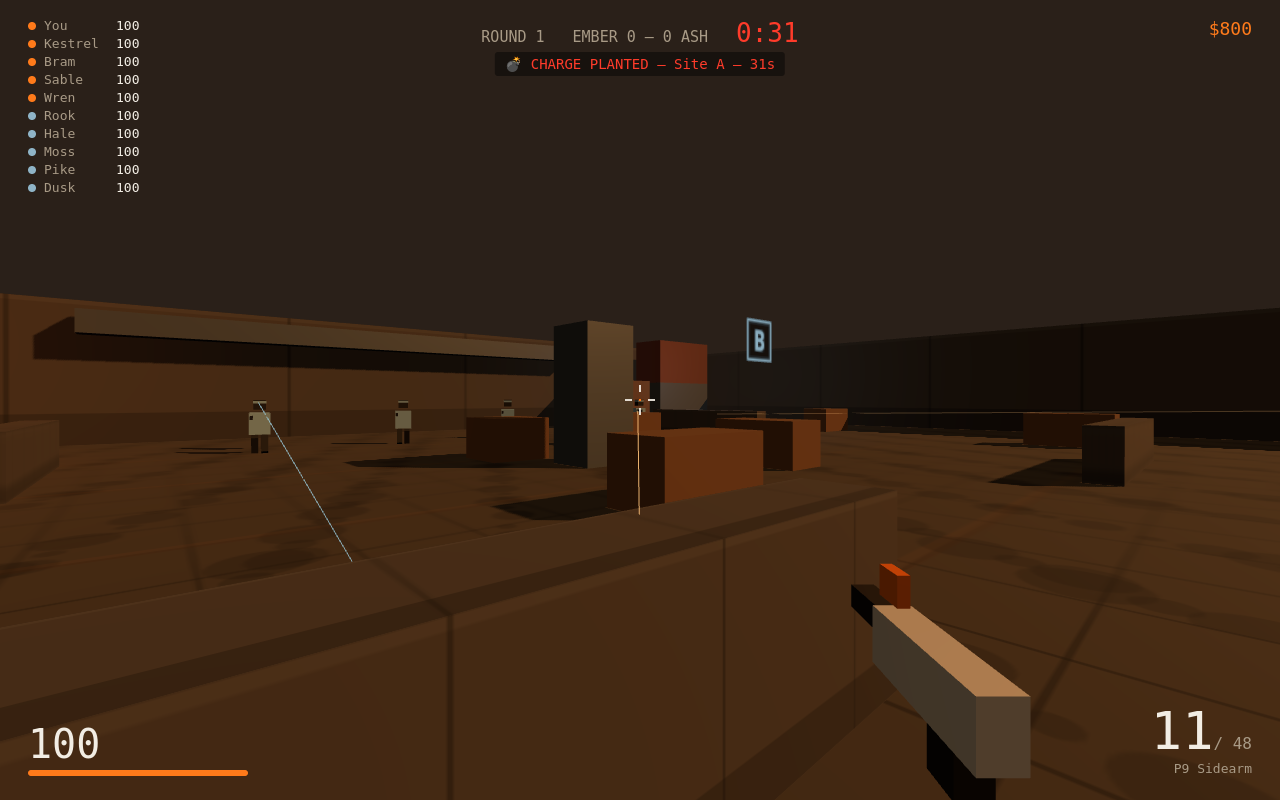 You 100
Kestrel 100
Bram 100
Sable 100
Wren 100
Rook 100
Hale 100
Moss 100
Pike 100
Dusk 100
ROUND 1 EMBER 0 — 0 ASH 0:31
💣 CHARGE PLANTED — Site A — 31s
$800
B
100
11 / 48
P9 Sidearm